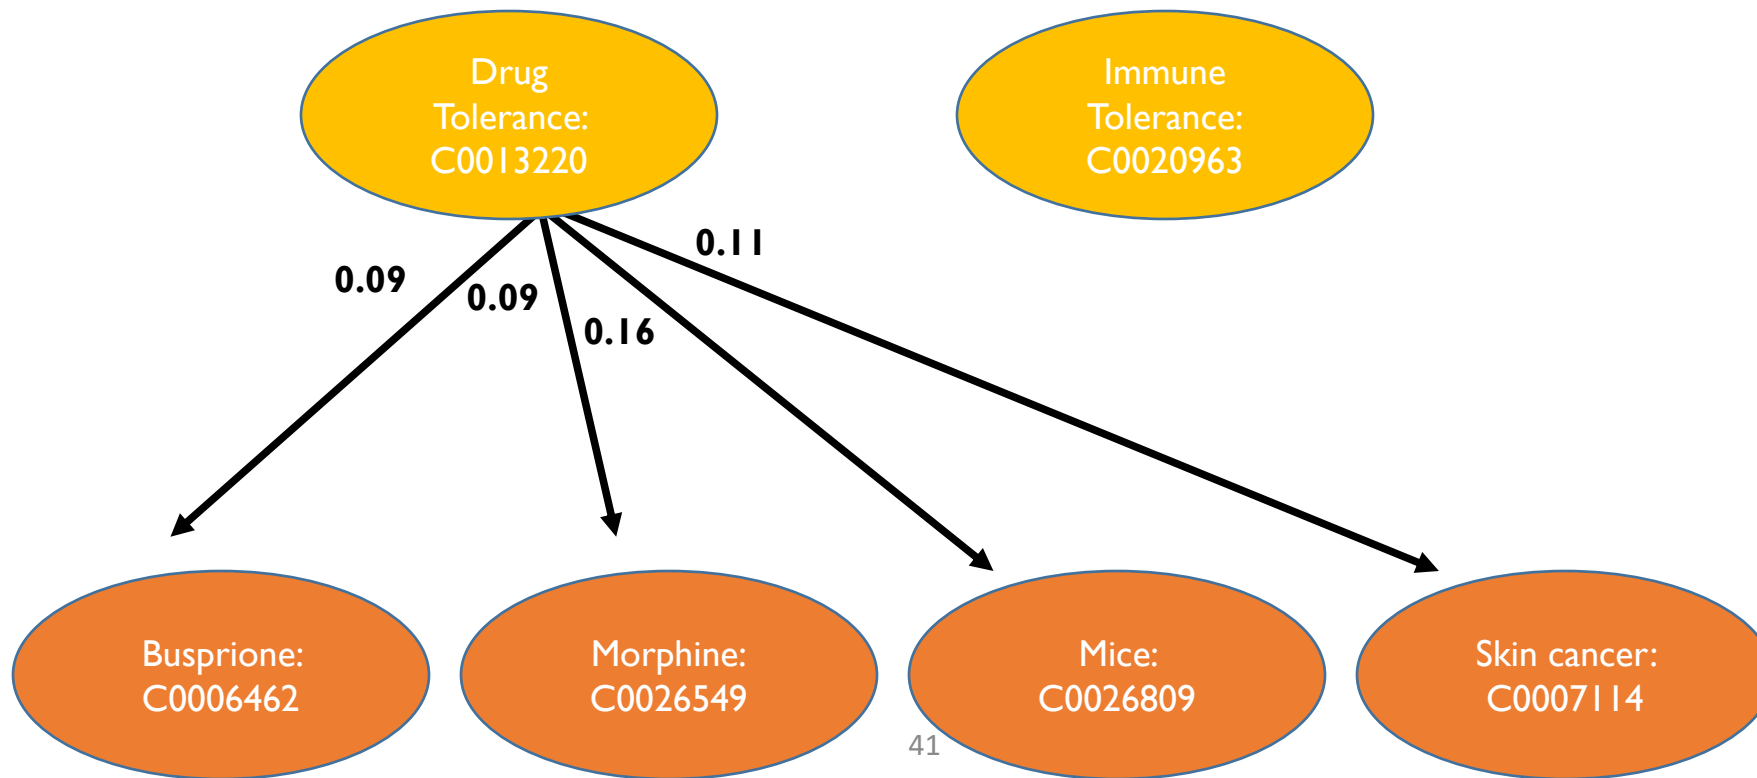 Drug
Tolerance:
C0013220
Immune
Tolerance:
C0020963
0.11
0.09
0.09
0.16
Busprione:
C0006462
Morphine:
C0026549
Mice:
C0026809
Skin cancer:
C0007114
41